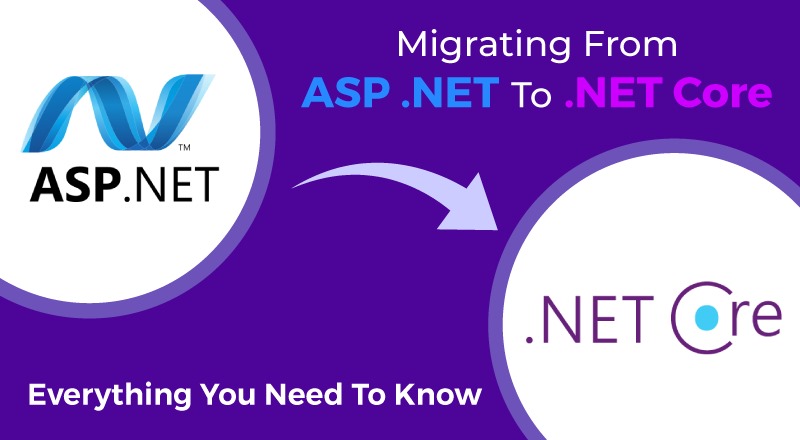 Migrating From
ASP .NET To .NET Core
™
ASP.NET
.NET Core
Everything You Need To Know